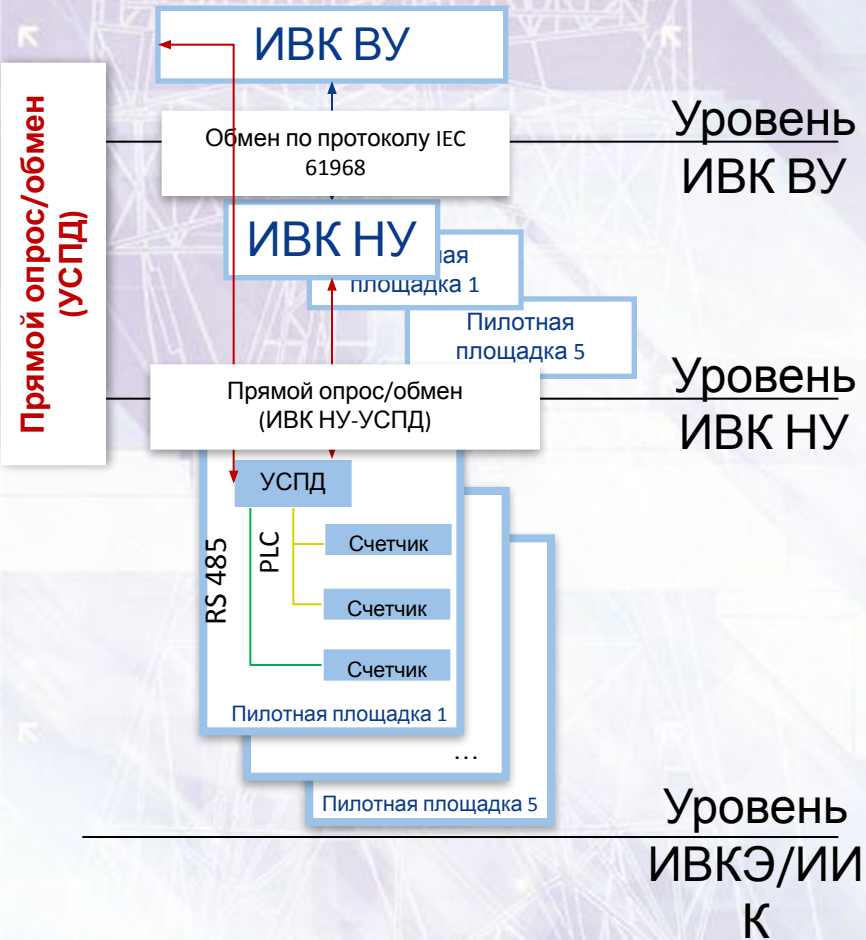 ИВК ВУ
Прямой опрос/обмен
(УСПД)
Обмен по протоколу IEC
61968
Уровень
ИВК ВУ
ИВК НУ
площадка 1
Пилотная
площадка 5
Прямой опрос/обмен
(ИВК НУ-УСПД)
Уровень
ИВК НУ
УСПД
RS 485
PLC
Счетчик
Счетчик
Счетчик
Пилотная площадка 1
...
Пилотная площадка 5
Уровень
ИВКЭ/ИИ
К